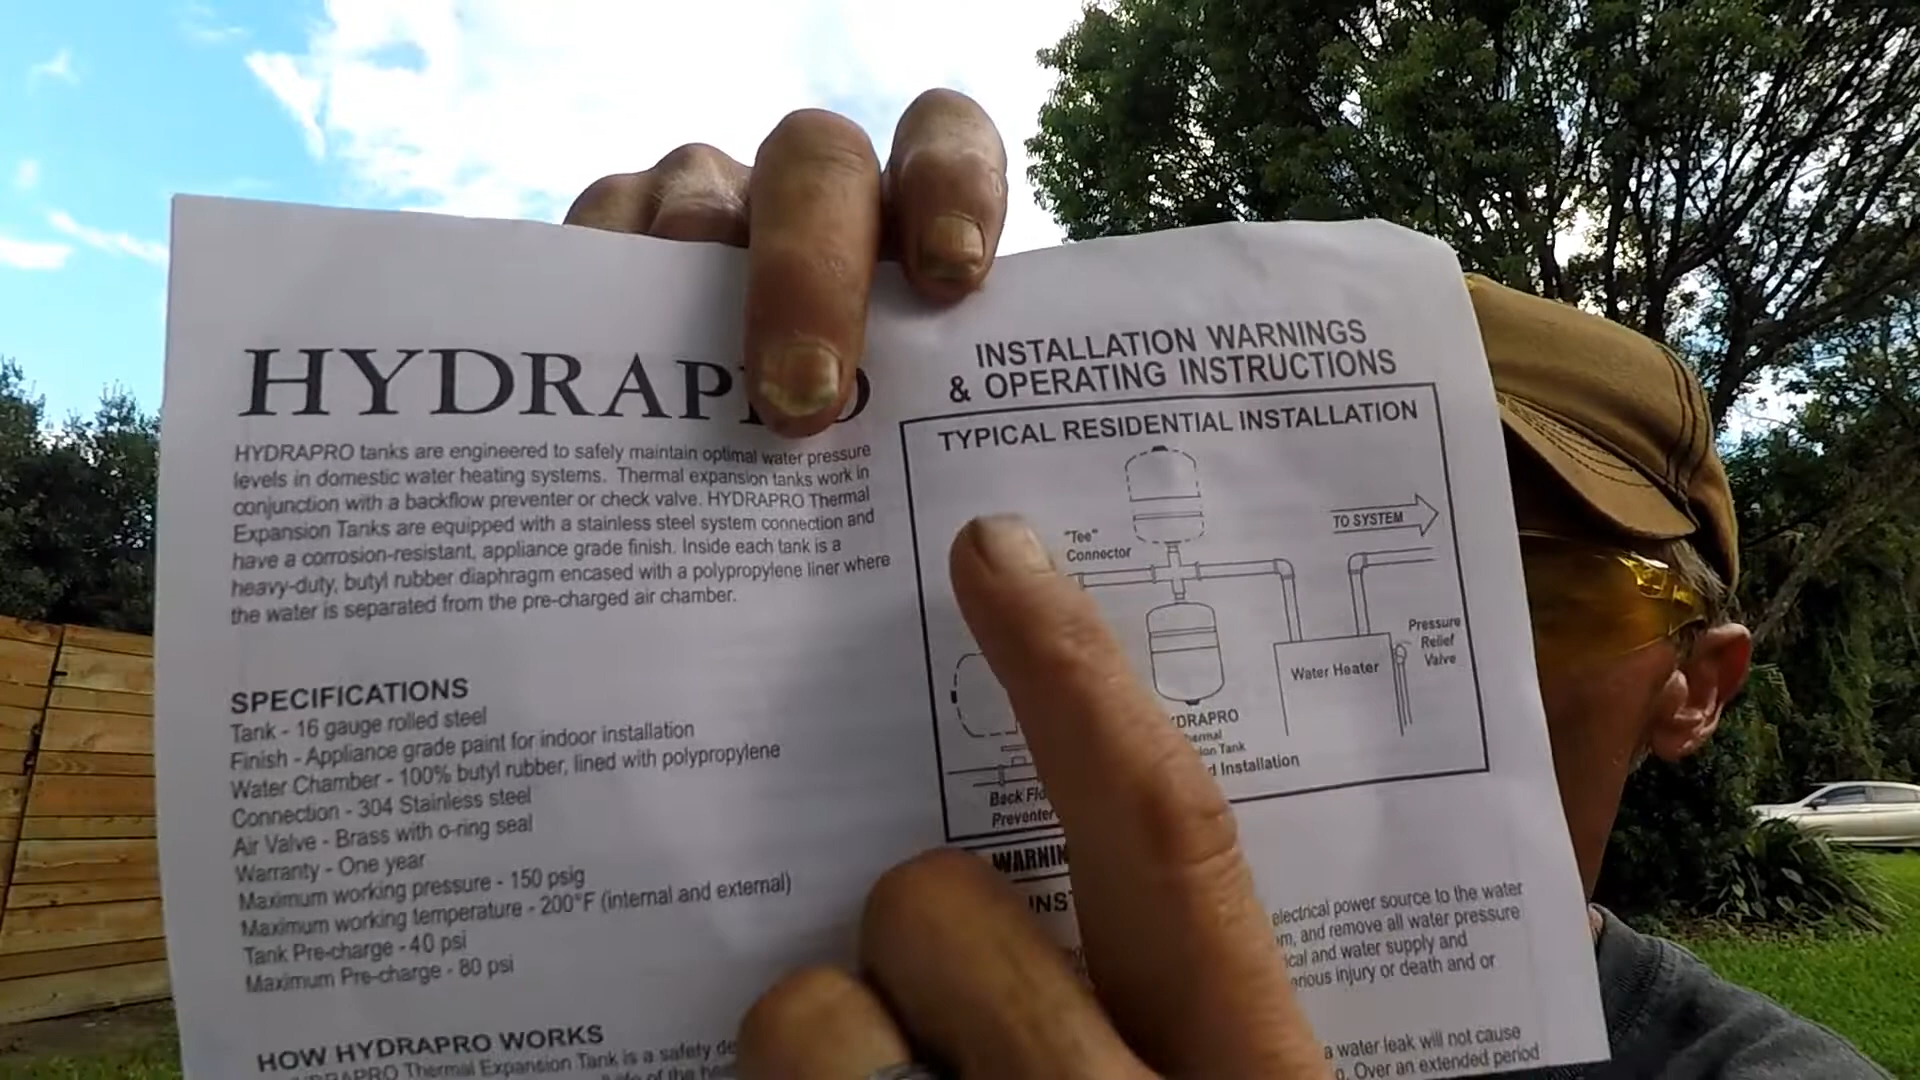 HYDRAP O
HYDRAPRO tanks are engineered to safely maintain optimal water pressure
levels in domestic water heating systems. Thermal expansion tanks work in
conjunction with a backflow preventer or check valve. HYDRAPRO Thermal
Expansion Tanks are equipped with a stainless steel system connection and
have a corrosion-resistant, appliance grade finish. Inside each tank is a
heavy-duty, butyl rubber diaphragm encased with a polypropylene liner where
the water is separated from the pre-charged air chamber.
SPECIFICATIONS
Tank - 16 gauge rolled steel
Finish - Appliance grade paint for indoor installation
Water Chamber - 100% butyl rubber, lined with polypropylene
Connection - 304 Stainless steel
Air Valve - Brass with o-ring seal
Warranty - One year
Maximum working pressure - 150 psig
Maximum working temperature - 200°F (internal and external)
Tank Pre-charge - 40 psi
Maximum Pre-charge - 80 psi
HOW HYDRAPRO WORKS
Thermal Expansion Tank is a safety
INSTALLATION WARNINGS
& OPERATING INSTRUCTIONS
TYPICAL RESIDENTIAL INSTALLATION
"Tee"
Connector
TO SYSTEM
Pressure
Relief
Valve
Water Heater
DRAPRO
Tank
Installation
Back
Preventer
electrical power source to the water
and remove all water pressure
and water supply and
injury or death and or
a water leak will not cause
Over an extended period